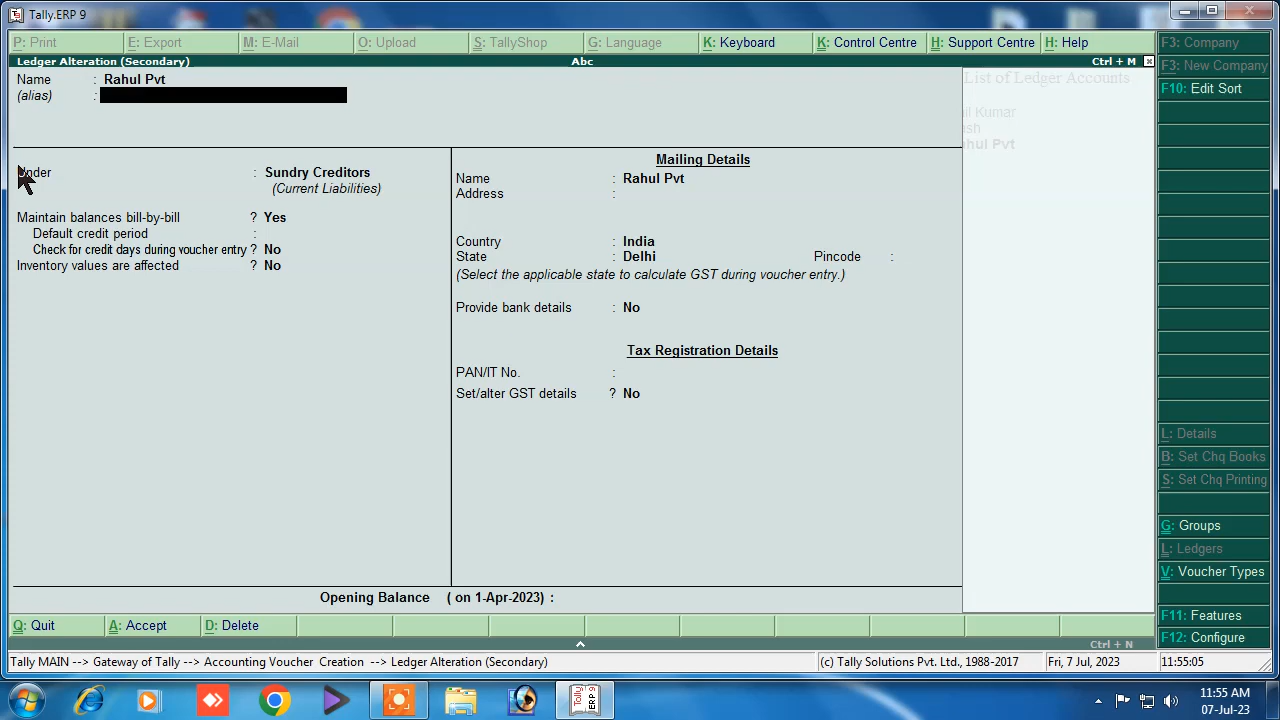 Tally.ERP 9
P: Print E: Export M: E-Mail O: Upload S: TallyShop G: Language K: Keyboard K: Control Centre H: Support Centre H: Help
F3: Company
Ledger Alteration (Secondary) Abc Ctrl + M
F3: New Company
Name : Rahul Pvt
List of Ledger Accounts
F10: Edit Sort
(alias) :
Kumar
Pvt
Under : Sundry Creditors
(Current Liabilities)
Maintain balances bill-by-bill ? Yes
Default credit period :
Check for credit days during voucher entry ? No
Inventory values are affected ? No
Mailing Details
Name : Rahul Pvt
Address :
Country : India
State : Delhi Pincode :
(Select the applicable state to calculate GST during voucher entry.)
Provide bank details : No
Tax Registration Details
PAN/IT No. :
Set/alter GST details ? No
L: Details
B: Set Chq Books
S: Set Chq Printing
G: Groups
L: Ledgers
V: Voucher Types
F11: Features
F12: Configure
Opening Balance ( on 1-Apr-2023) :
Q: Quit A: Accept D: Delete
Ctrl + N
Tally MAIN --> Gateway of Tally --> Accounting Voucher Creation --> Ledger Alteration (Secondary) (c) Tally Solutions Pvt. Ltd., 1988-2017 Fri, 7 Jul, 2023 11:55:05
11:55 AM
07-Jul-23